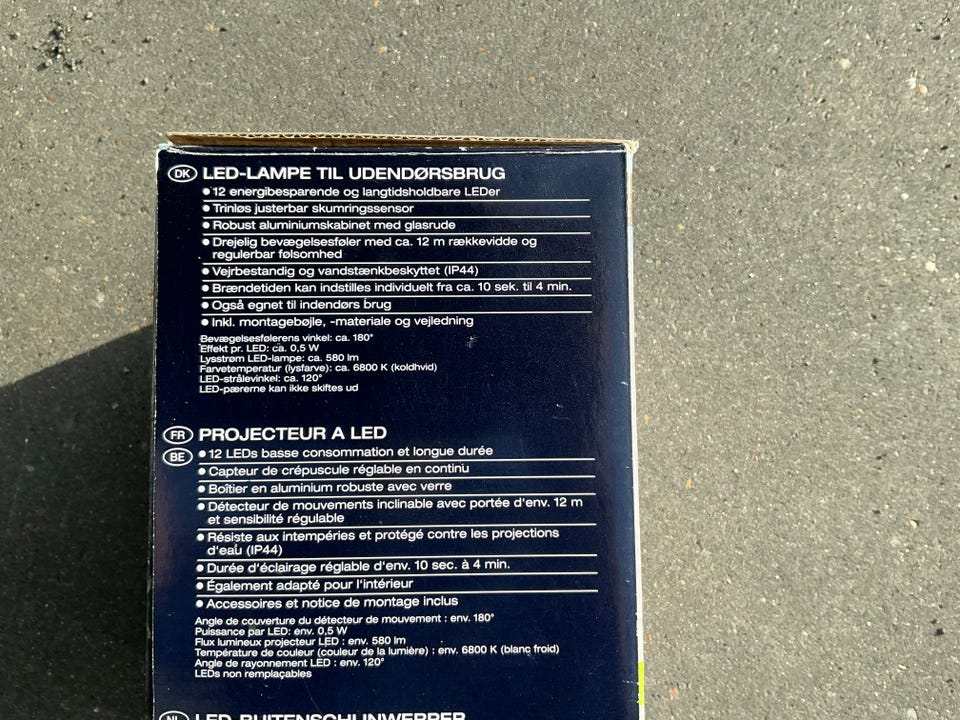 DK LED-LAMPE TIL UDENDØRSBRUG
• 12 energibesparende og langtidsholdbare LEDer
• Trinløs justerbar skumringssensor
• Robust aluminiumskabinet med glasrude
• Drejelig bevægelsesføler med ca. 12 m rækkevidde og
regulerbar følsomhed
• Vejrbestandig og vandstænkbeskyttet (IP44)
• Brændetiden kan indstilles individuelt fra ca. 10 sek. til 4 min.
• Også egnet til indendørs brug
• Inkl. montagebøjle, -materiale og vejledning
Bevægelsesfølerens vinkel: ca. 180°
Effekt pr. LED: ca. 0,5 W
Lysstrøm LED-lampe: ca. 580 lm
Farvetemperatur (lysfarve): ca. 6800 K (koldhvid)
LED-strålevinkel: ca. 120°
LED-pærerne kan ikke skiftes ud
FR PROJECTEUR A LED
BE • 12 LEDs basse consommation et longue durée
• Capteur de crépuscule réglable en continu
• Boîtier en aluminium robuste avec verre
• Détecteur de mouvements inclinable avec portée d'env. 12 m
et sensibilité régulable
• Résiste aux intempéries et protégé contre les projections
d'eau (IP44)
• Durée d'éclairage réglable d'env. 10 sec. à 4 min.
• Également adapté pour l'intérieur
• Accessoires et notice de montage inclus
Angle de couverture du détecteur de mouvement : env. 180°
Puissance par LED: env. 0,5 W
Flux lumineux projecteur LED : env. 580 lm
Température de couleur (couleur de la lumière) : env. 6800 K (blanc froid)
Angle de rayonnement LED : env. 120°
LEDs non remplaçables
NL LED-BUITENSCHIJNWERPER